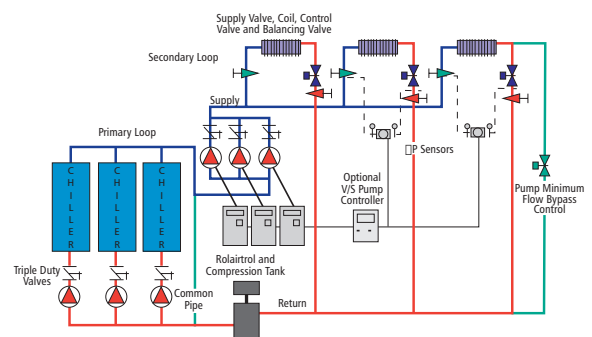 Supply Valve, Coil, Control
Valve and Balancing Valve
Secondary Loop
Supply
Primary Loop
CHILLER
CHILLER
CHILLER
▯P Sensors
Optional
V/S Pump
Controller
Pump Minimum
Flow Bypass
Control
Rolairtrol and
Compression Tank
Triple Duty
Valves
Common
Pipe
Return